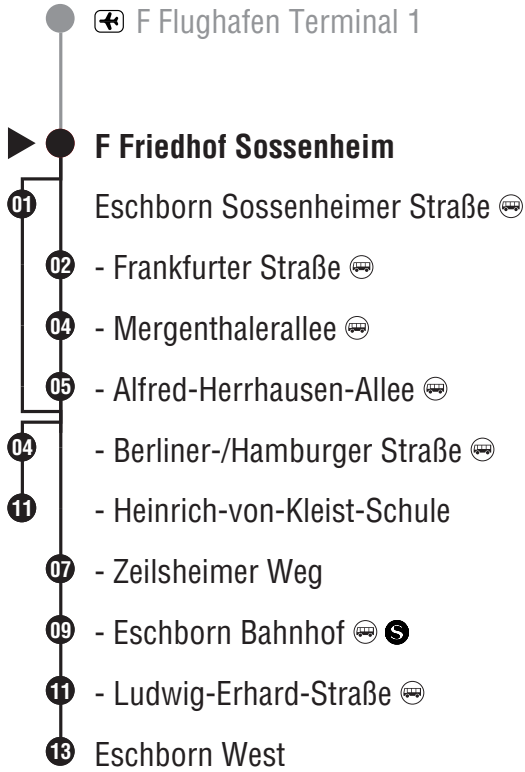 F Flughafen Terminal 1
F Friedhof Sossenheim
01 Eschborn Sossenheimer Straße
02 - Frankfurter Straße
04 - Mergenthalerallee
05 - Alfred-Herrhausen-Allee
04 - Berliner-/Hamburger Straße
11 - Heinrich-von-Kleist-Schule
07 - Zeilsheimer Weg
09 - Eschborn Bahnhof S
11 - Ludwig-Erhard-Straße
13 Eschborn West